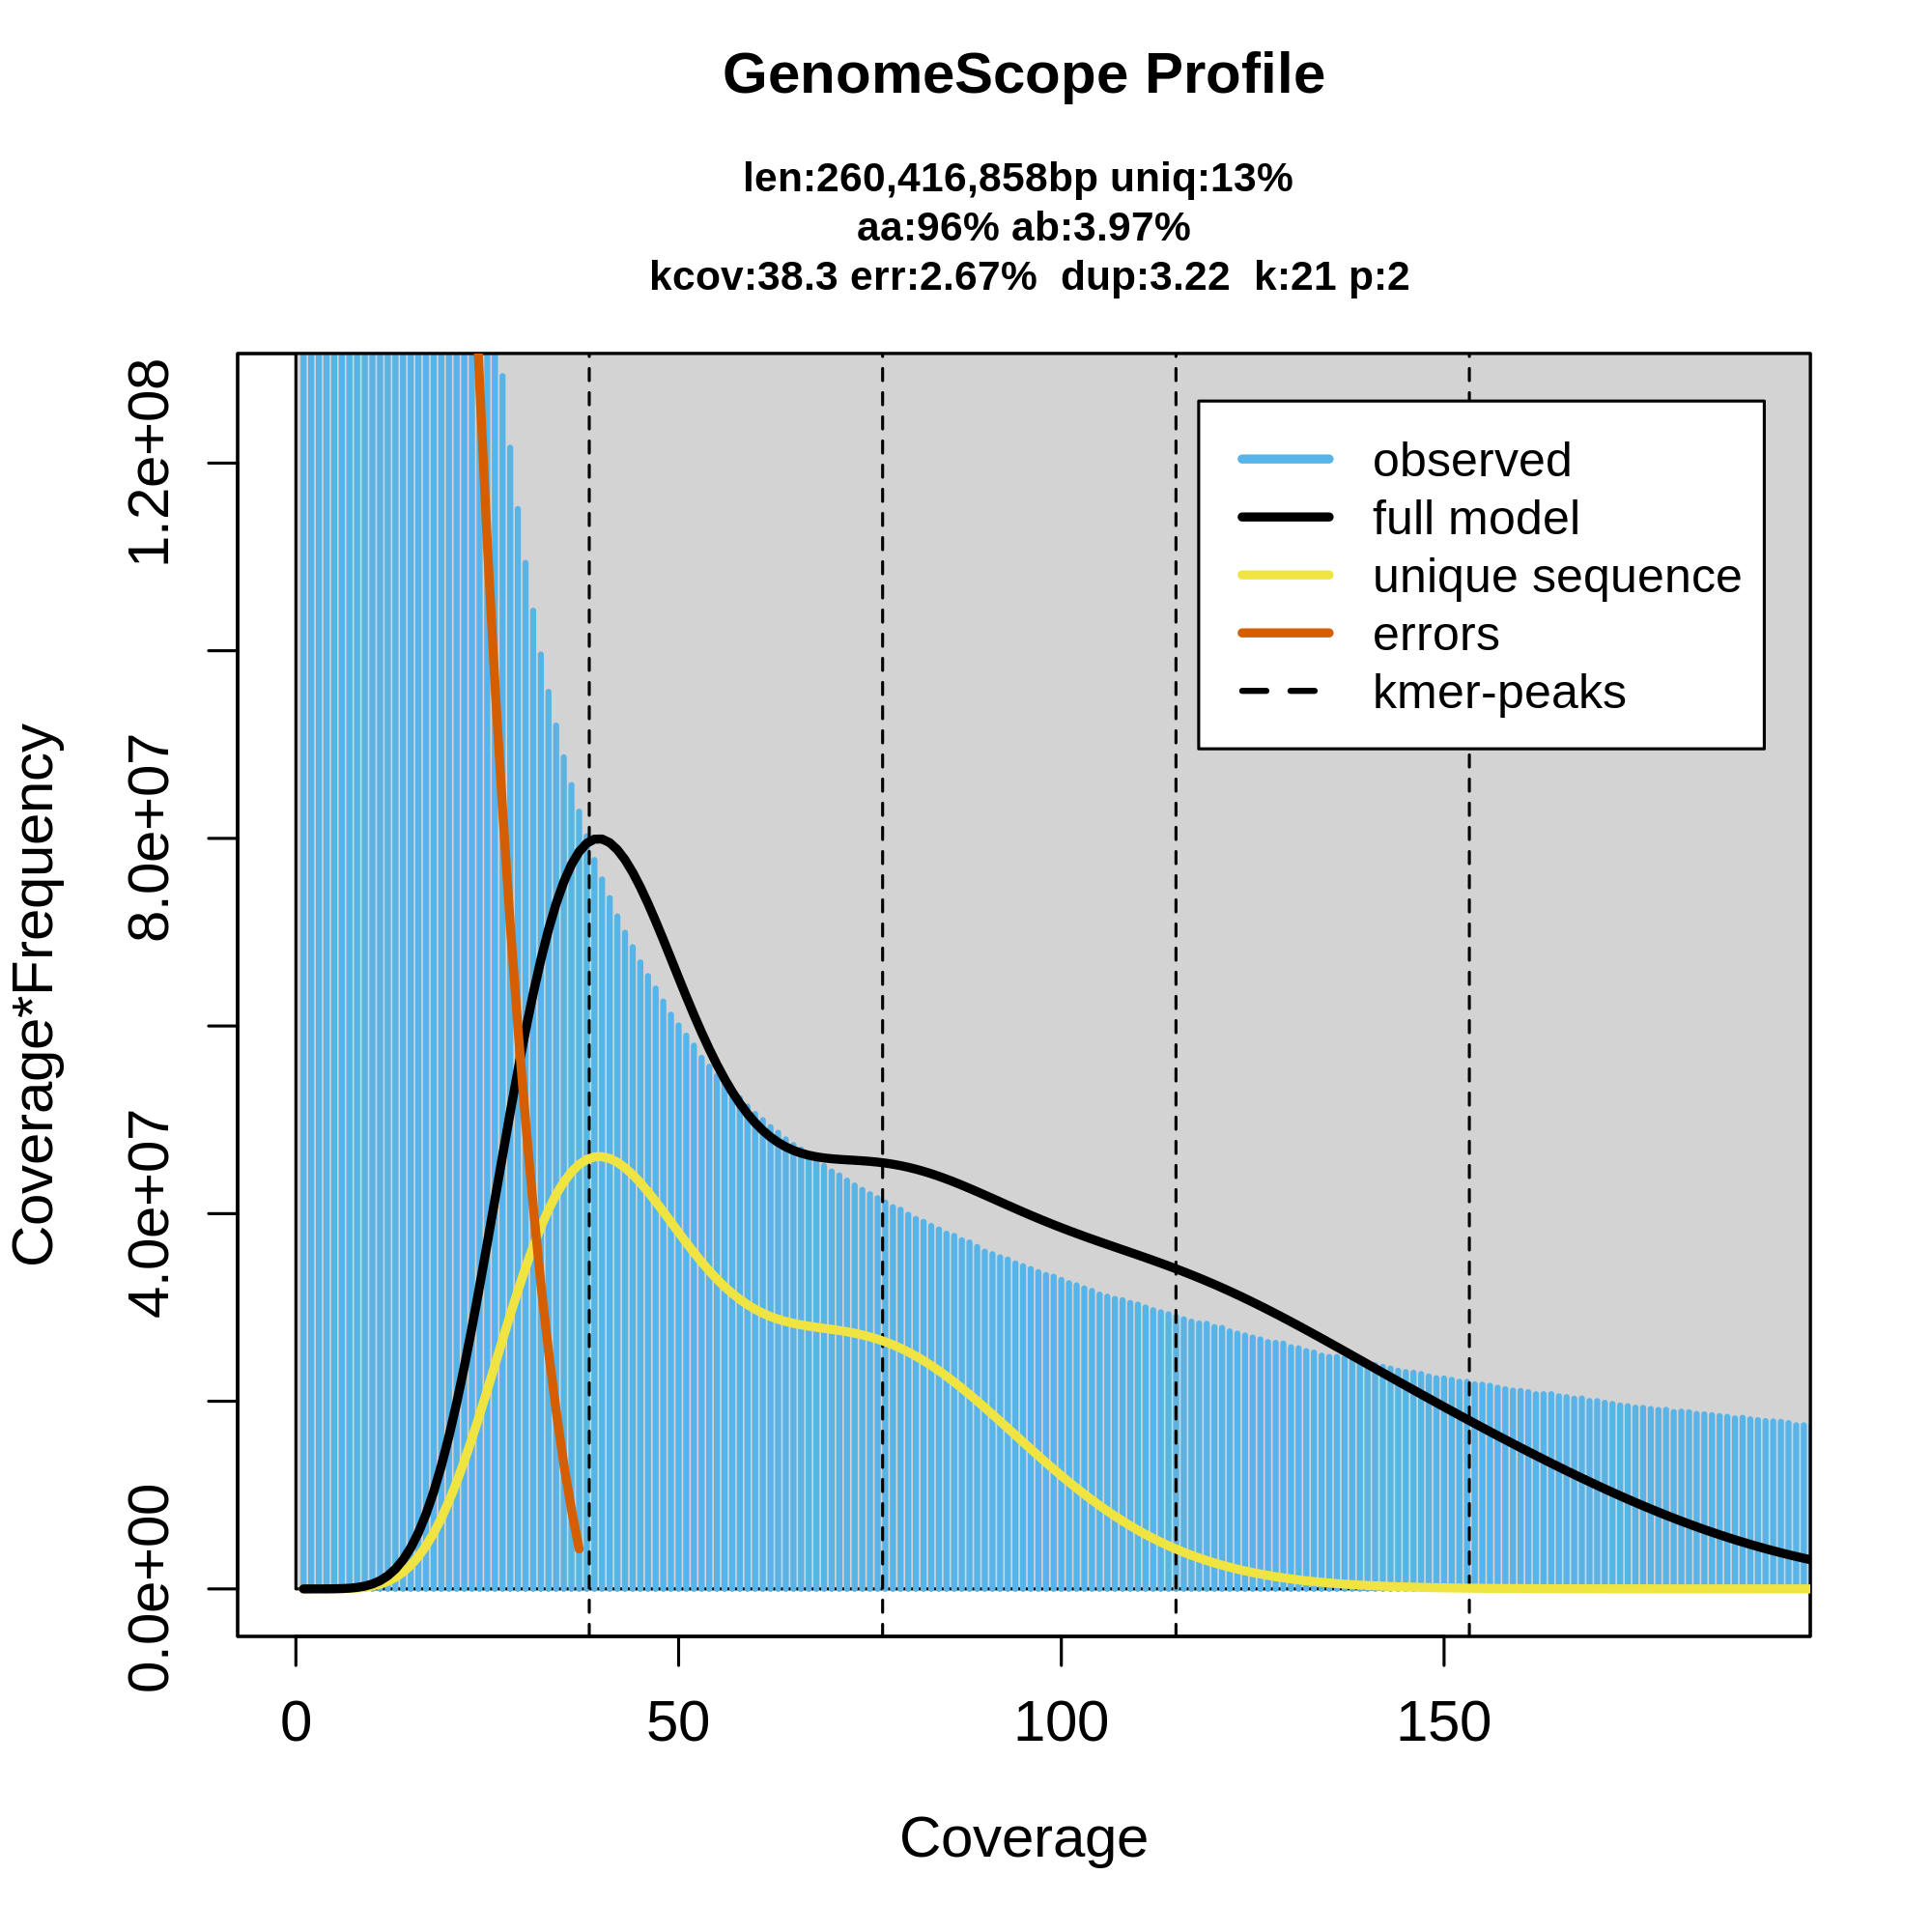 GenomeScope Profile
len:260,416,858bp uniq:13%
aa:96% ab:3.97%
kcov:38.3 err:2.67%  dup:3.22  k:21 p:2
observed
full model
unique sequence
errors
kmer-peaks
Coverage*Frequency
1.2e+08
8.0e+07
4.0e+07
0.0e+00
0 50 100 150
Coverage